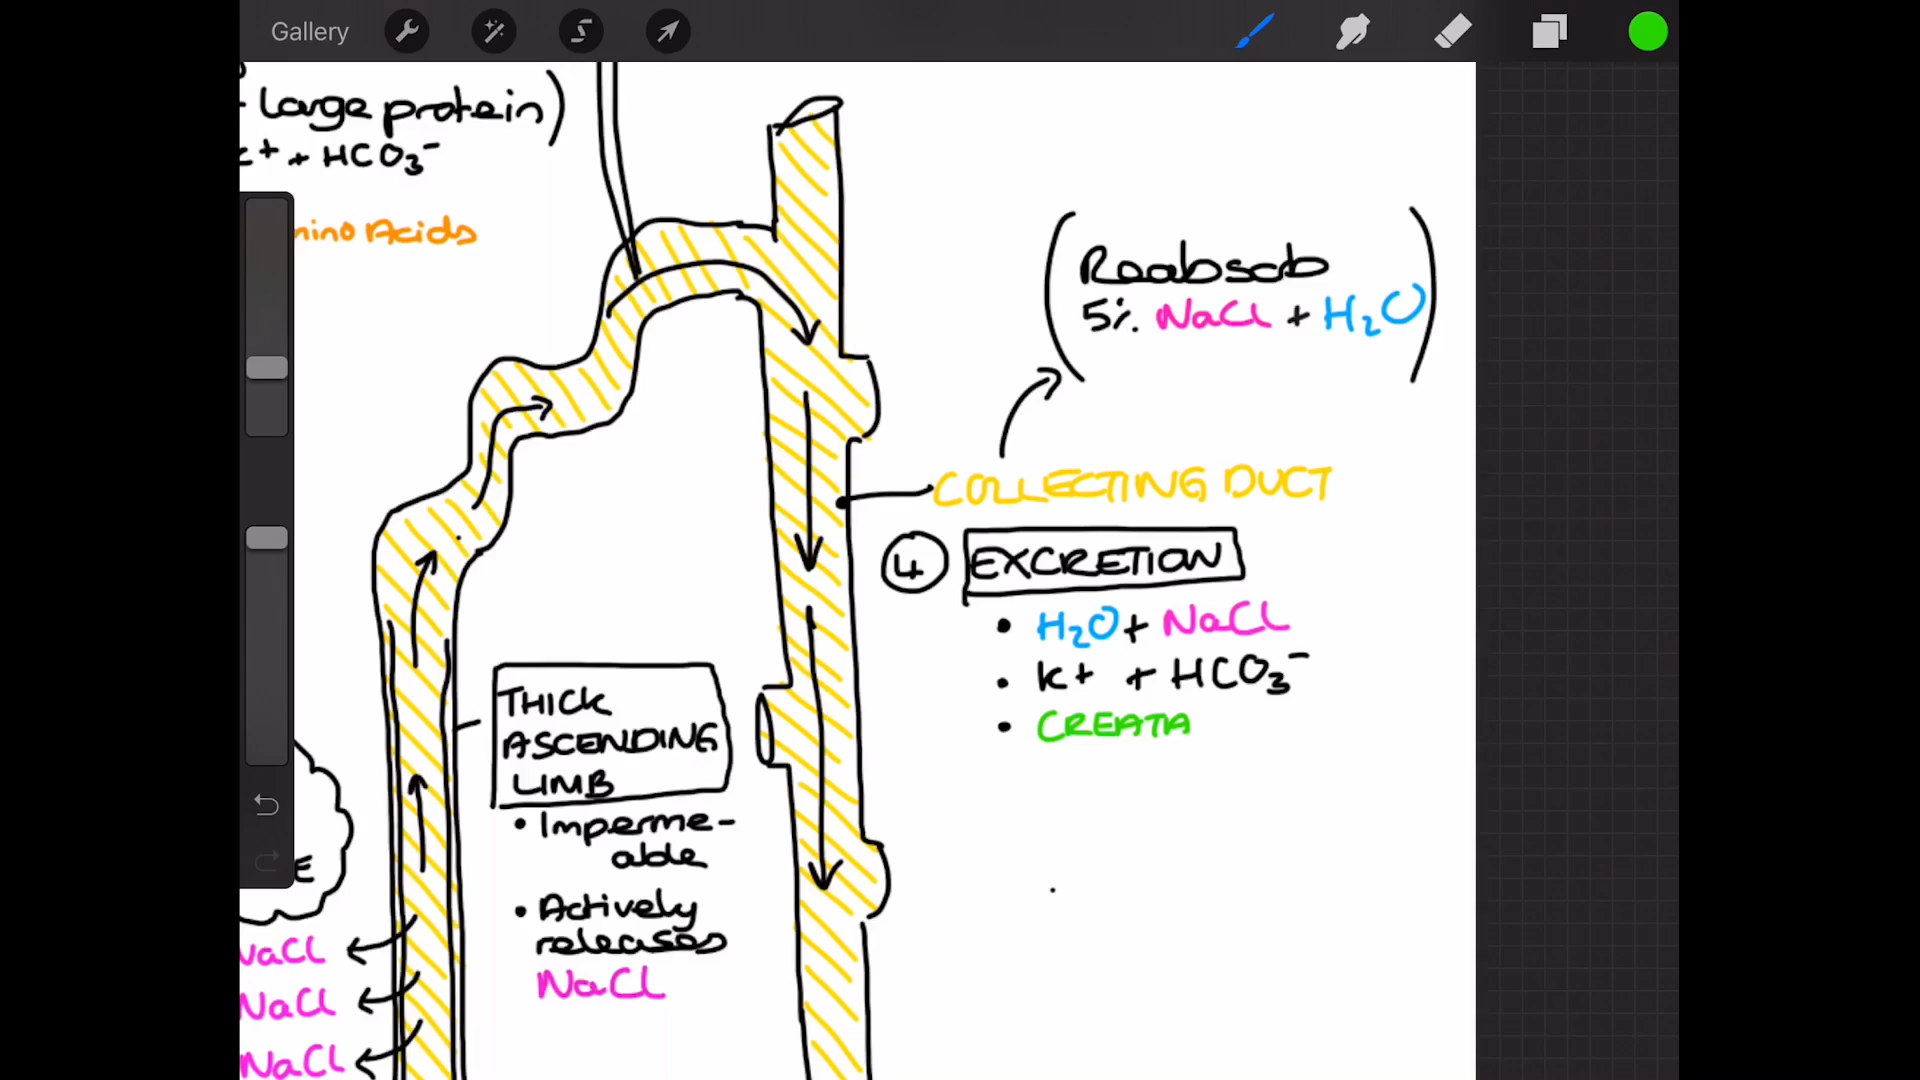 Gallery
Large protein)
K+ + HCO3-
mino Acids
Reabsorb
5% NaCl + H2O
COLLECTING DUCT
4 EXCRETION
• H2O + NaCl
• K+ + HCO3-
• CREATA
THICK
ASCENDING
LIMB
• Imperme-
able
• Actively
releases
NaCl
E
NaCl
NaCl
NaCl